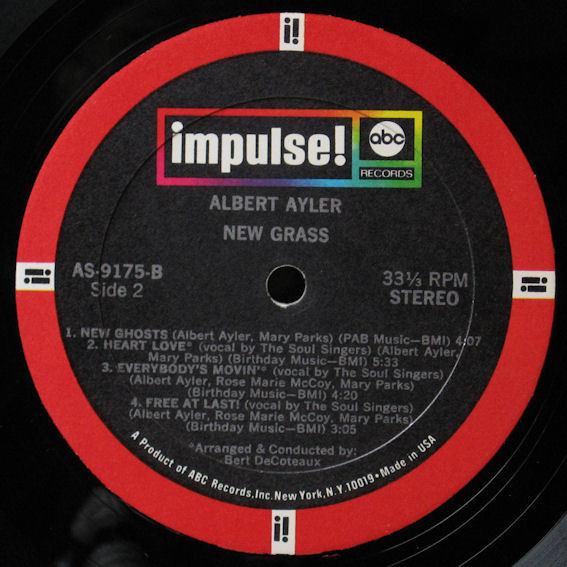 i!
impulse!
abc
RECORDS
ALBERT AYLER
NEW GRASS
i!
AS-9175-B
Side 2
33⅓ RPM
STEREO
i!
1. NEW GHOSTS (Albert Ayler, Mary Parks) (PAB Music—BMI) 4:07
2. HEART LOVE* (vocal by The Soul Singers) (Albert Ayler,
Mary Parks) (Birthday Music—BMI) 5:33
3. EVERYBODY'S MOVIN'* (vocal by The Soul Singers)
(Albert Ayler, Rose Marie McCoy, Mary Parks)
(Birthday Music—BMI) 4:20
4. FREE AT LAST! (vocal by The Soul Singers)
(Albert Ayler, Rose Marie McCoy, Mary Parks)
(Birthday Music—BMI) 3:05
*Arranged & Conducted by:
Bert DeCoteaux
A Product of ABC Records, Inc. New York, N.Y. 10019 • Made in USA
i!